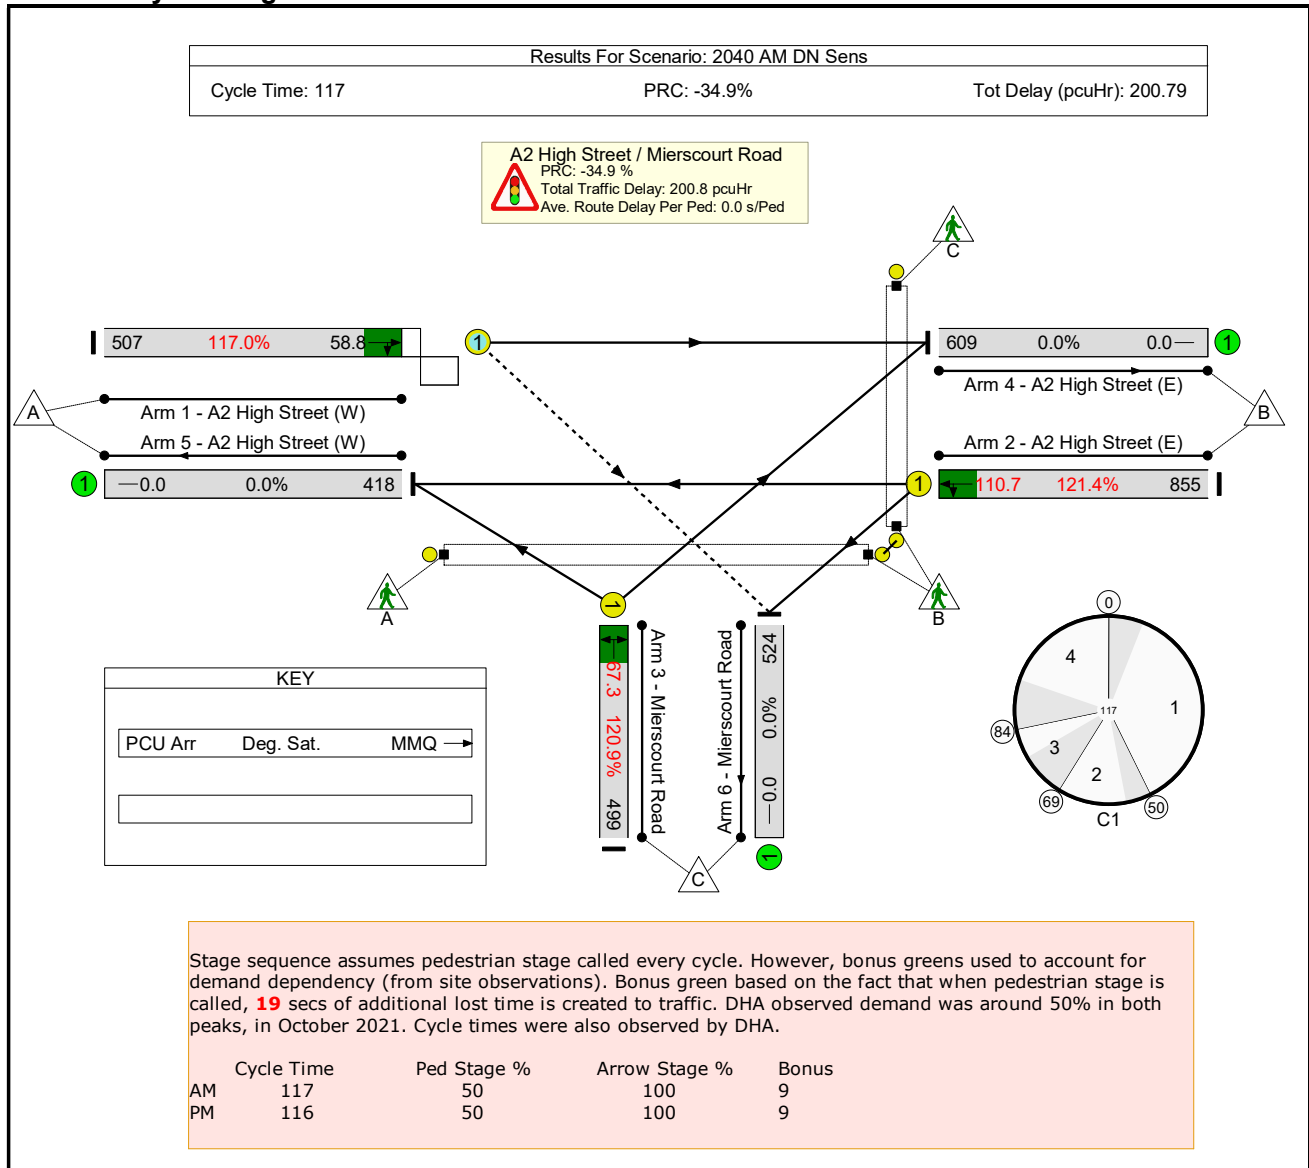 Results For Scenario: 2040 AM DN Sens
Cycle Time: 117 PRC: -34.9% Tot Delay (pcuHr): 200.79
A2 High Street / Mierscourt Road
PRC: -34.9 %
Total Traffic Delay: 200.8 pcuHr
Ave. Route Delay Per Ped: 0.0 s/Ped
C
507 117.0% 58.8
1
609 0.0% 0.0
1
Arm 4 - A2 High Street (E)
A
Arm 1 - A2 High Street (W)
B
Arm 5 - A2 High Street (W)
Arm 2 - A2 High Street (E)
1
0.0 0.0% 418
1
110.7 121.4% 855
A
B
1
67.3 120.9% 499
Arm 3 - Mierscourt Road
Arm 6 - Mierscourt Road
0.0 0.0% 524
1
C
KEY
PCU Arr Deg. Sat. MMQ
0
4
1
117
84
3
2
69
50
C1
Stage sequence assumes pedestrian stage called every cycle. However, bonus greens used to account for
demand dependency (from site observations). Bonus green based on the fact that when pedestrian stage is
called, 19 secs of additional lost time is created to traffic. DHA observed demand was around 50% in both
peaks, in October 2021. Cycle times were also observed by DHA.
Cycle Time Ped Stage % Arrow Stage % Bonus
AM 117 50 100 9
PM 116 50 100 9